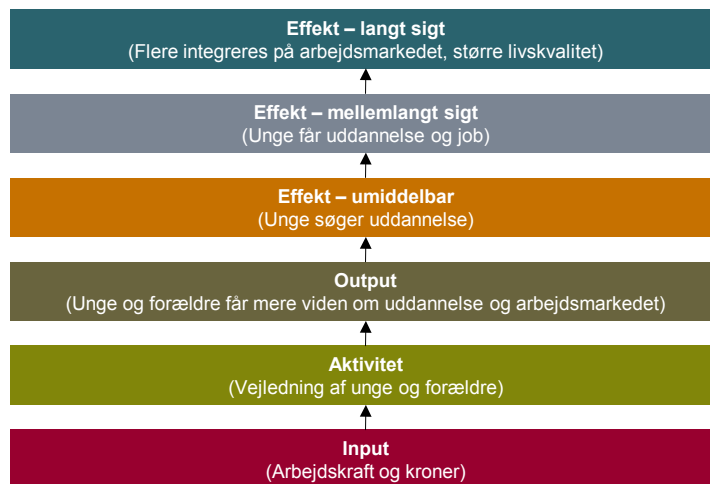 Effekt – langt sigt
(Flere integreres på arbejdsmarkedet, større livskvalitet)
Effekt – mellemlangt sigt
(Unge får uddannelse og job)
Effekt – umiddelbar
(Unge søger uddannelse)
Output
(Unge og forældre får mere viden om uddannelse og arbejdsmarkedet)
Aktivitet
(Vejledning af unge og forældre)
Input
(Arbejdskraft og kroner)